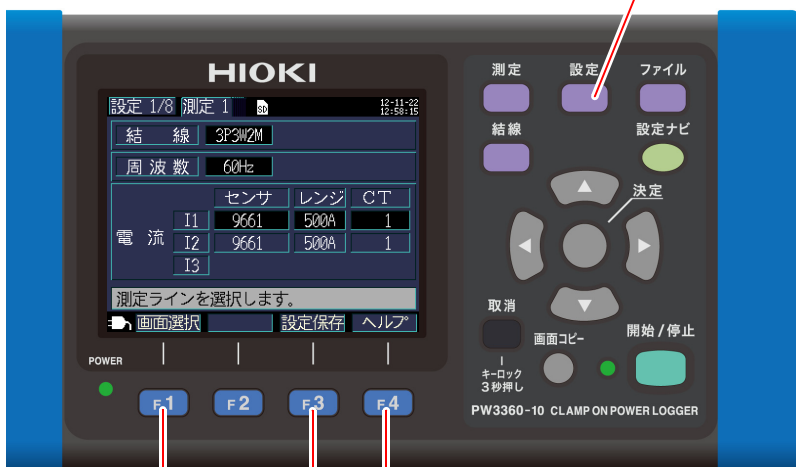 HIOKI
設定 1/8 測定 1 SD 12-11-22
12:58:15
結 線 3P3W2M
周 波 数 60Hz
センサ レンジ CT
電 流
I1 9661 500A 1
I2 9661 500A 1
I3
測定ラインを選択します。
画面選択 設定保存 ヘルプ
POWER
F1 F2 F3 F4
測定 設定 ファイル
結線 設定ナビ
決定
取消 画面コピー 開始/停止
キーロック
3秒押し
PW3360-10 CLAMP ON POWER LOGGER